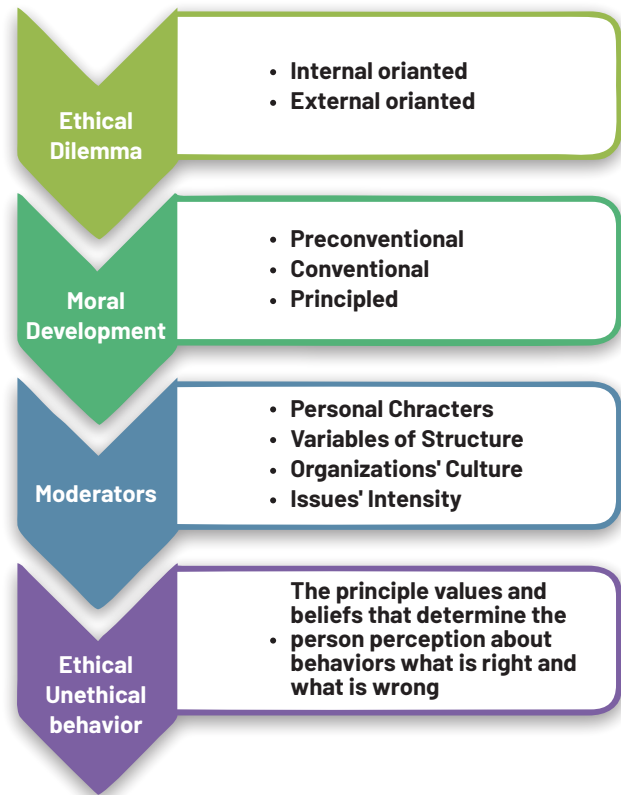 Ethical
Dilemma
• Internal orianted
• External orianted
Moral
Development
• Preconventional
• Conventional
• Principled
Moderators
• Personal Chracters
• Variables of Structure
• Organizations' Culture
• Issues' Intensity
Ethical
Unethical
behavior
The principle values and
beliefs that determine the
• person perception about
behaviors what is right and
what is wrong